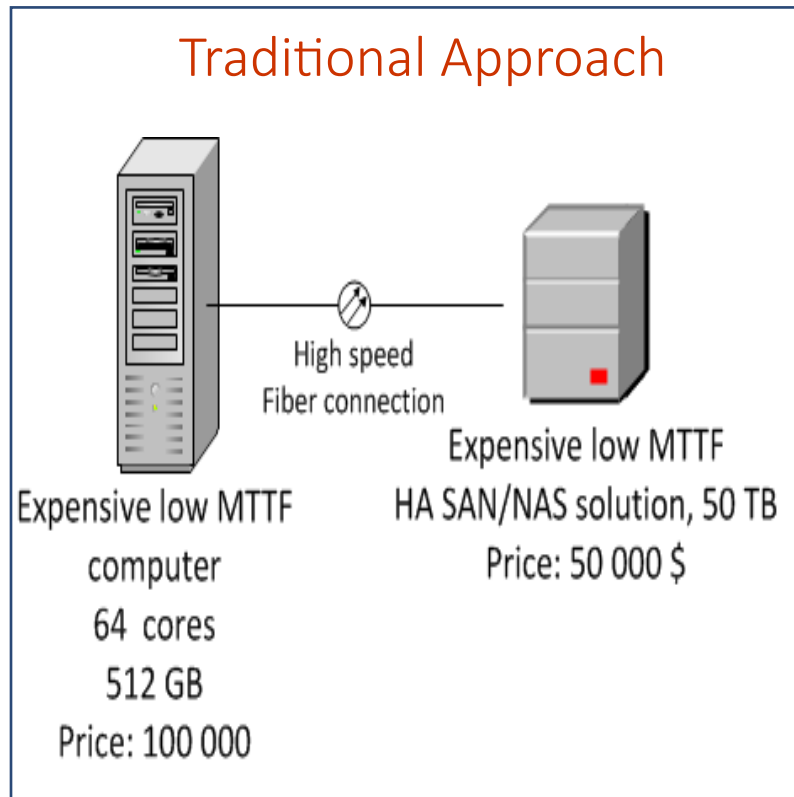 Traditional Approach
High speed
Fiber connection
Expensive low MTTF
computer
64 cores
512 GB
Price: 100 000
Expensive low MTTF
HA SAN/NAS solution, 50 TB
Price: 50 000 $